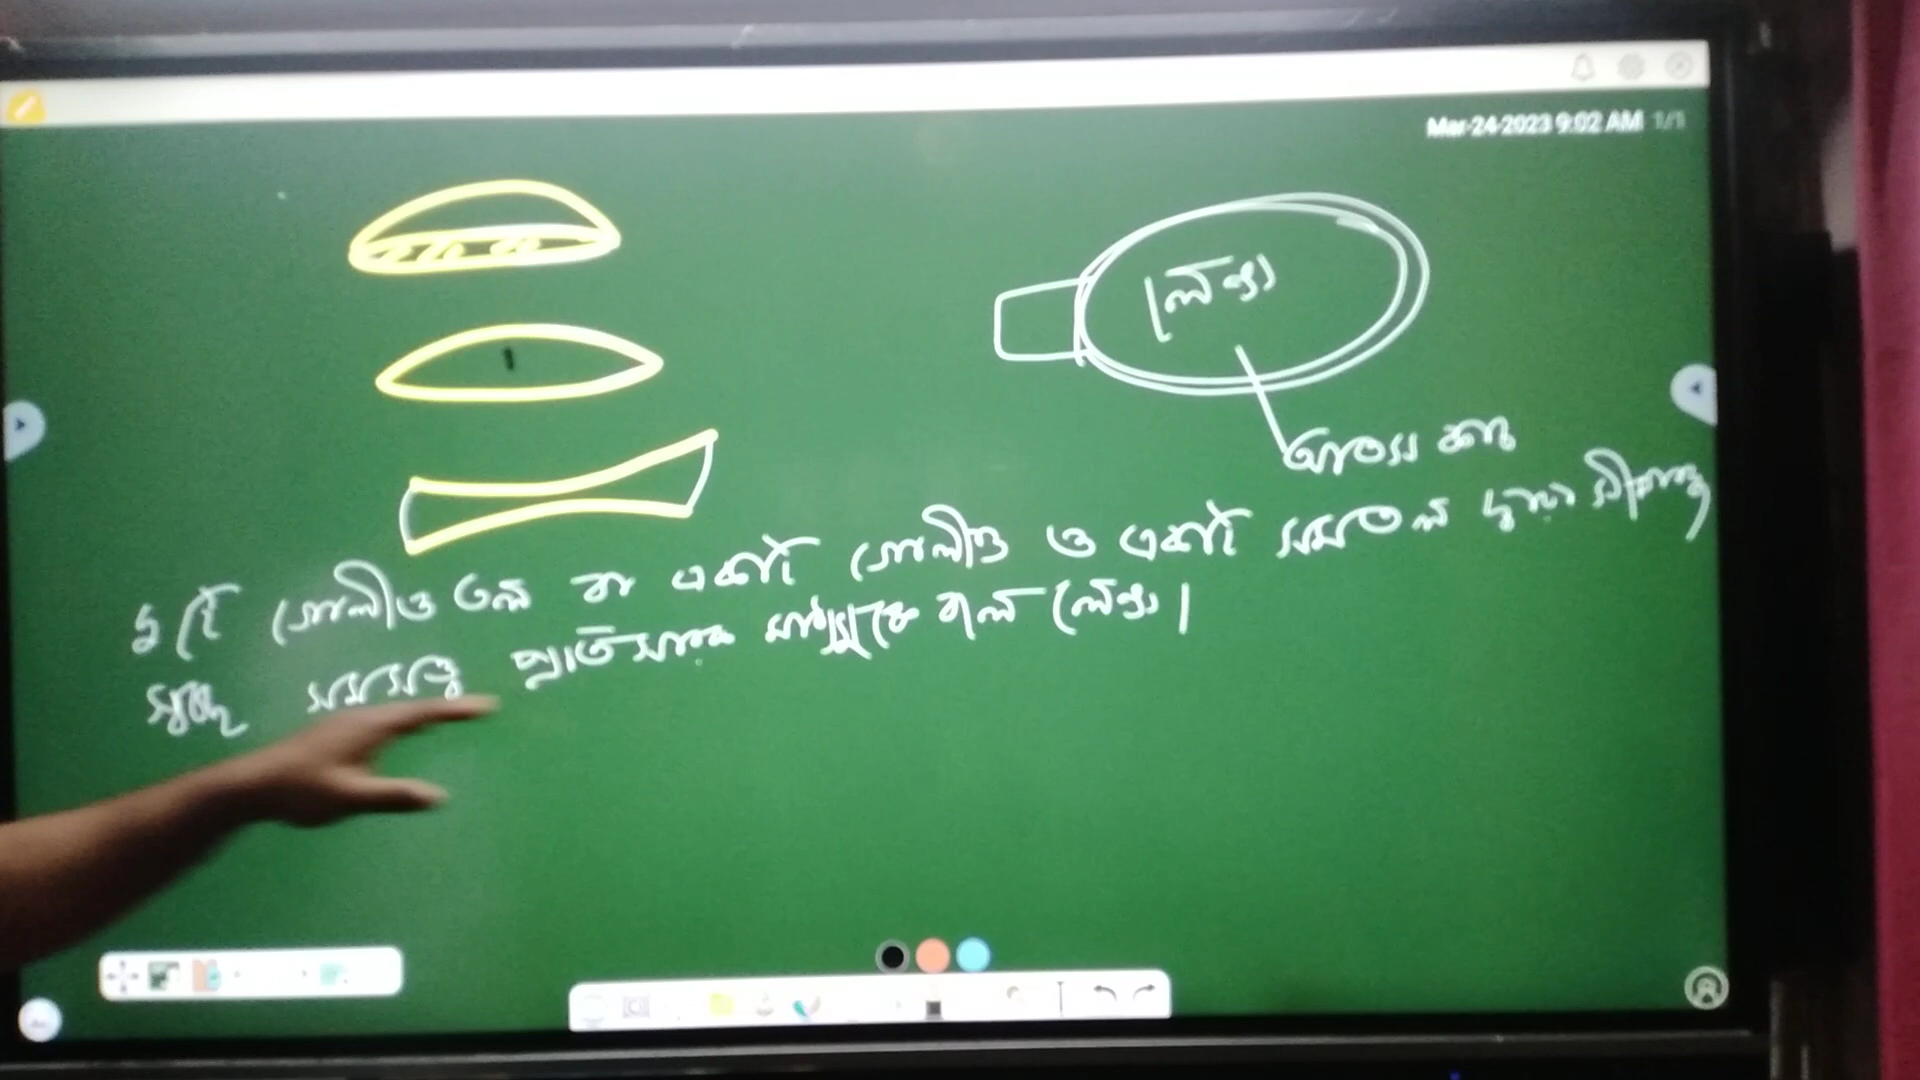 Mar-24-2023 9:02 AM 1/1
লেন্স
আতস কাচ
দুটি গোলীয় তল বা একটি গোলীয় ও একটি সমতল দ্বারা সীমাবদ্ধ
স্বচ্ছ সমসত্ত্ব প্রতিসারক মাধ্যমকে বলে লেন্স।